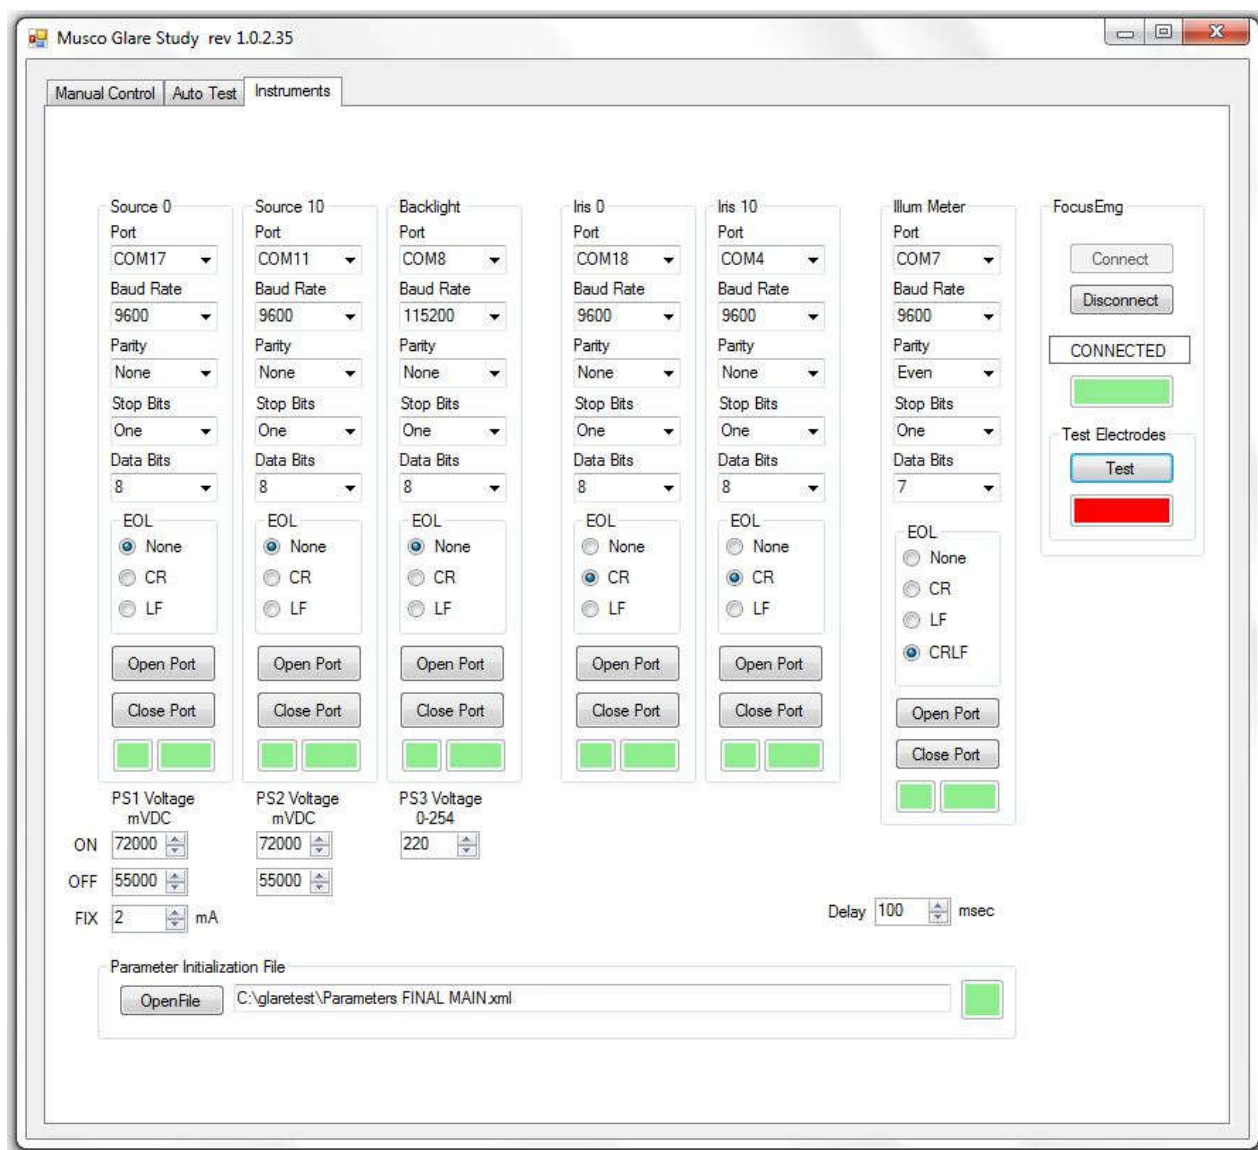 Musco Glare Study rev 1.0.2.35
Manual Control Auto Test Instruments
Source 0 Source 10 Backlight Iris 0 Iris 10 Illum Meter FocusEmg
Port Port Port Port Port Port
COM17 COM11 COM8 COM18 COM4 COM7 Connect
Baud Rate Baud Rate Baud Rate Baud Rate Baud Rate Baud Rate
Disconnect
9600 9600 115200 9600 9600 9600
Parity Parity Parity Parity Parity Parity CONNECTED
None None None None None Even
Stop Bits Stop Bits Stop Bits Stop Bits Stop Bits Stop Bits
One One One One One One Test Electrodes
Data Bits Data Bits Data Bits Data Bits Data Bits Data Bits Test
8 8 8 8 8 7
EOL EOL EOL EOL EOL EOL
None None None None None None
CR CR CR CR CR CR
LF LF LF LF LF LF
CRLF
Open Port Open Port Open Port Open Port Open Port
Close Port Close Port Close Port Close Port Close Port Open Port
Close Port
PS1 Voltage PS2 Voltage PS3 Voltage
mVDC mVDC 0-254
ON 72000 72000 220
OFF 55000 55000
FIX 2 mA Delay 100 msec
Parameter Initialization File
OpenFile C:\glaretest\Parameters FINAL MAIN.xml